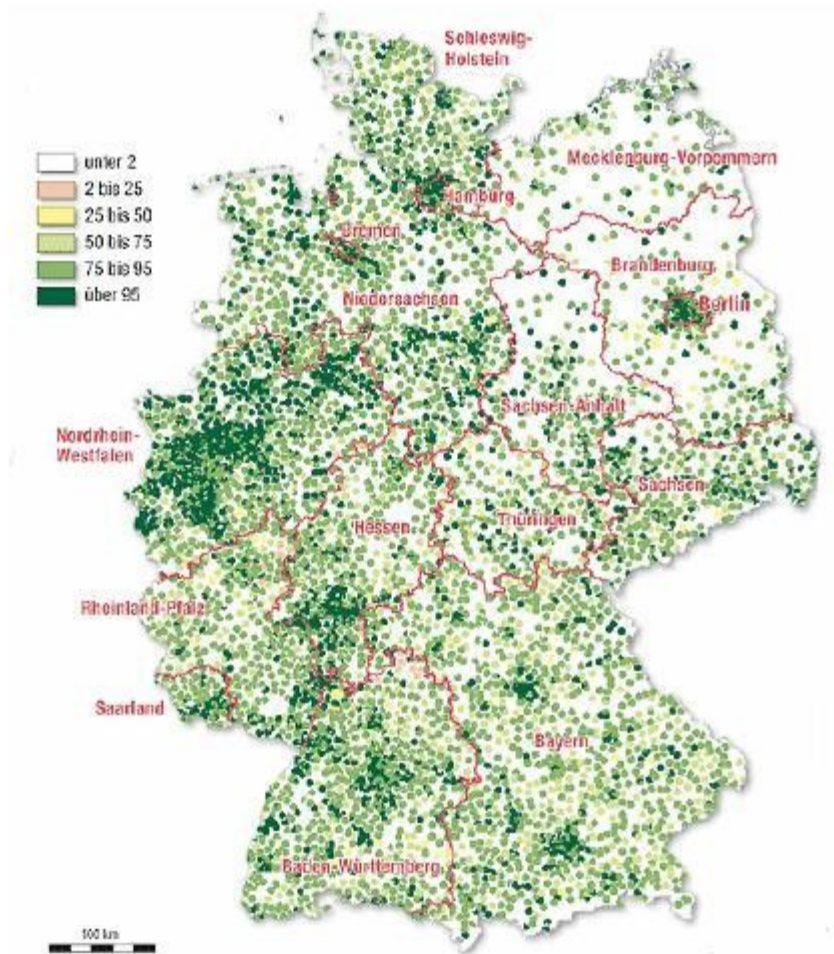 Schleswig-
Holstein
unter 2
2 bis 25
25 bis 50
50 bis 75
75 bis 95
über 95
Mecklenburg-Vorpommern
Hamburg
Bremen
Brandenburg
Niedersachsen
Berlin
Sachsen-Anhalt
Nordrhein-
Westfalen
Sachsen
Hessen
Thüringen
Rheinland-Pfalz
Saarland
Bayern
Baden-Württemberg
100 km